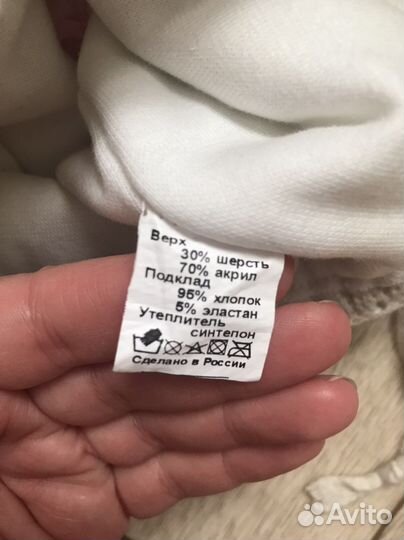 Верх
30% шерсть
70% акрил
Подклад
95% хлопок
5% эластан
Утеплитель
синтепон
Сделано в России
Avito